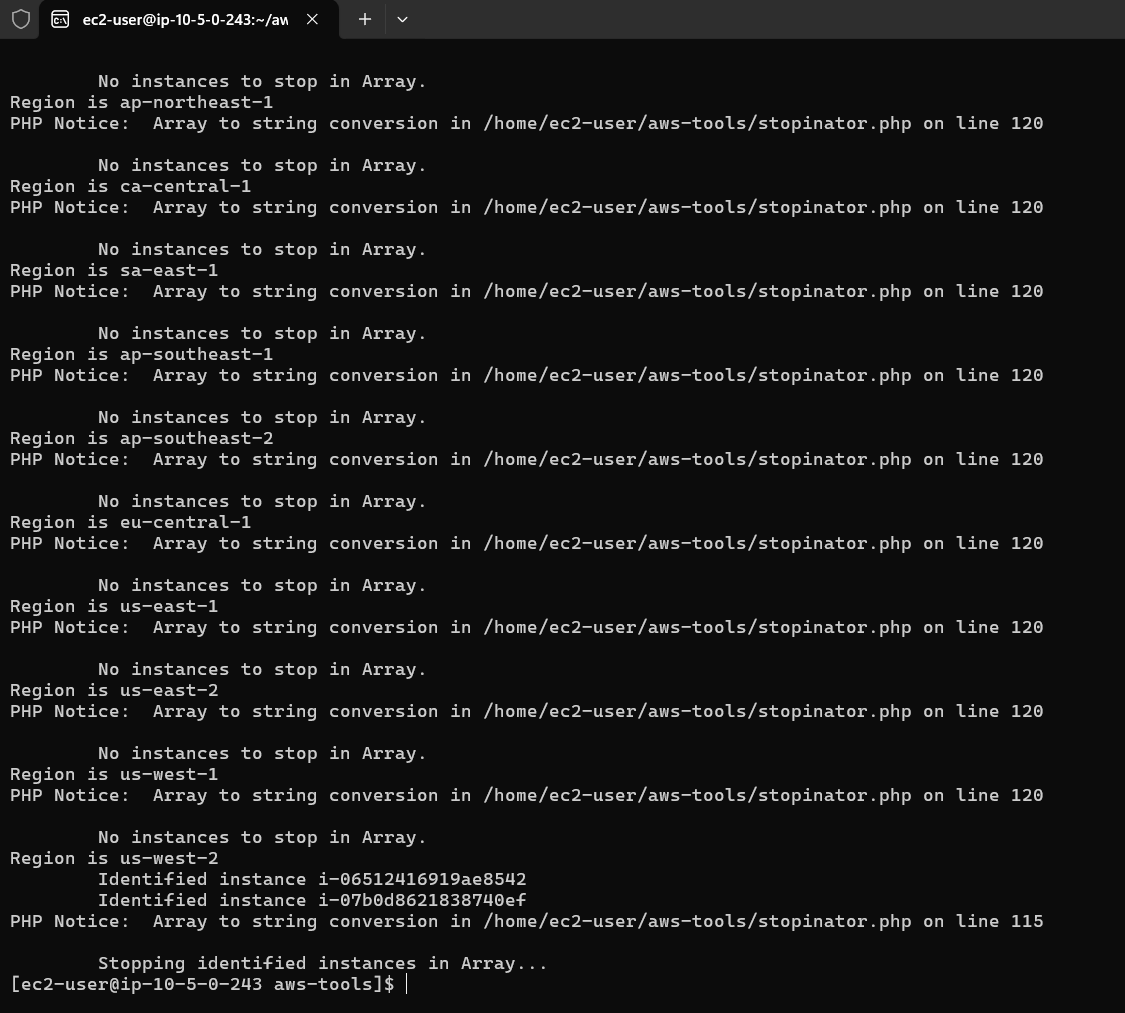 ec2-user@ip-10-5-0-243:~/aw
No instances to stop in Array.
Region is ap-northeast-1
PHP Notice:  Array to string conversion in /home/ec2-user/aws-tools/stopinator.php on line 120
No instances to stop in Array.
Region is ca-central-1
PHP Notice:  Array to string conversion in /home/ec2-user/aws-tools/stopinator.php on line 120
No instances to stop in Array.
Region is sa-east-1
PHP Notice:  Array to string conversion in /home/ec2-user/aws-tools/stopinator.php on line 120
No instances to stop in Array.
Region is ap-southeast-1
PHP Notice:  Array to string conversion in /home/ec2-user/aws-tools/stopinator.php on line 120
No instances to stop in Array.
Region is ap-southeast-2
PHP Notice:  Array to string conversion in /home/ec2-user/aws-tools/stopinator.php on line 120
No instances to stop in Array.
Region is eu-central-1
PHP Notice:  Array to string conversion in /home/ec2-user/aws-tools/stopinator.php on line 120
No instances to stop in Array.
Region is us-east-1
PHP Notice:  Array to string conversion in /home/ec2-user/aws-tools/stopinator.php on line 120
No instances to stop in Array.
Region is us-east-2
PHP Notice:  Array to string conversion in /home/ec2-user/aws-tools/stopinator.php on line 120
No instances to stop in Array.
Region is us-west-1
PHP Notice:  Array to string conversion in /home/ec2-user/aws-tools/stopinator.php on line 120
No instances to stop in Array.
Region is us-west-2
Identified instance i-06512416919ae8542
Identified instance i-07b0d8621838740ef
PHP Notice:  Array to string conversion in /home/ec2-user/aws-tools/stopinator.php on line 115
Stopping identified instances in Array...
[ec2-user@ip-10-5-0-243 aws-tools]$